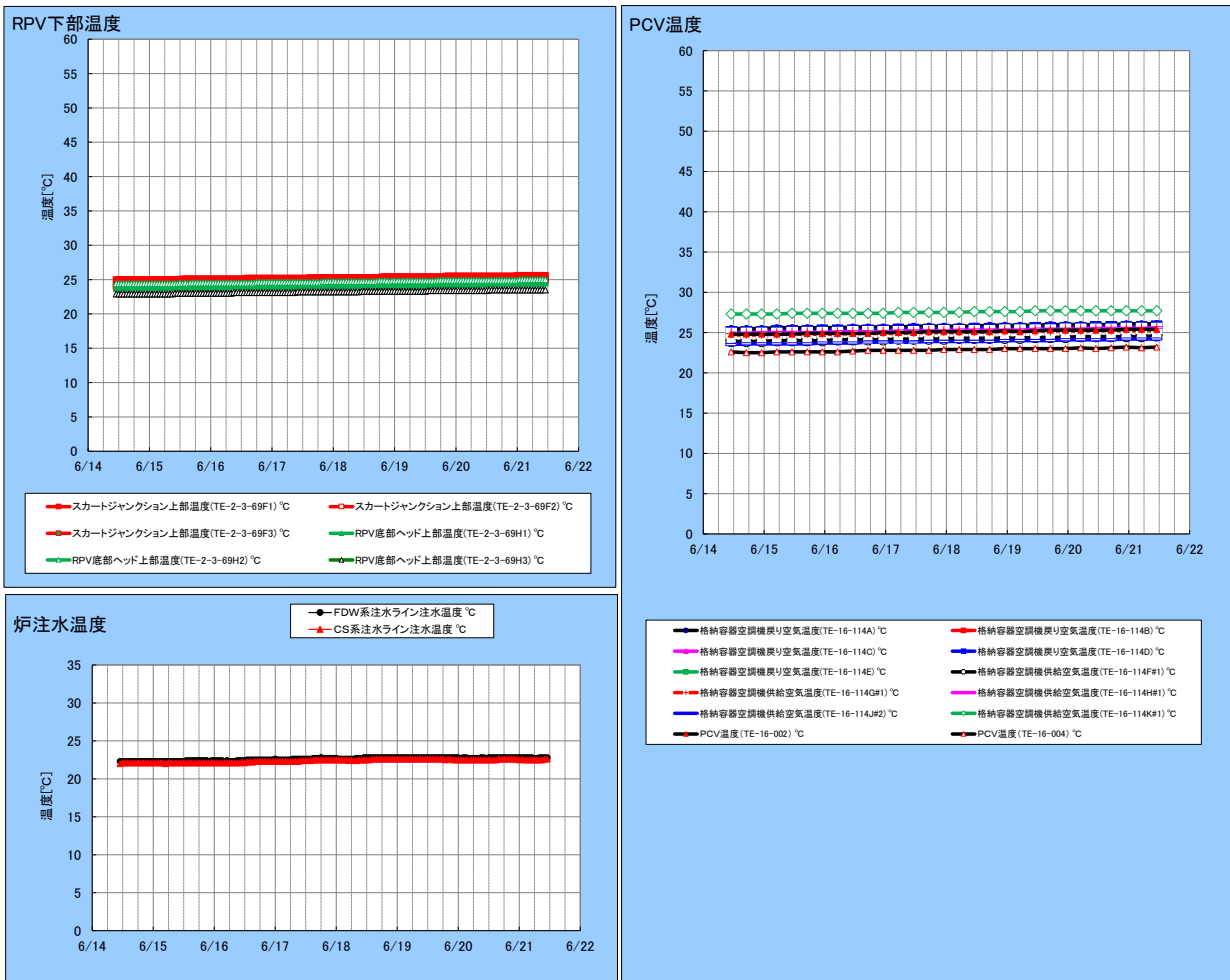 RPV下部温度
60
55
50
45
40
35
30
25
20
15
10
5
0
温度[℃]
6/14 6/15 6/16 6/17 6/18 6/19 6/20 6/21 6/22
スカートジャンクション上部温度(TE-2-3-69F1) ℃ スカートジャンクション上部温度(TE-2-3-69F2) ℃
スカートジャンクション上部温度(TE-2-3-69F3) ℃ RPV底部ヘッド上部温度(TE-2-3-69H1) ℃
RPV底部ヘッド上部温度(TE-2-3-69H2) ℃ RPV底部ヘッド上部温度(TE-2-3-69H3) ℃
炉注水温度
FDW系注水ライン注水温度 ℃
CS系注水ライン注水温度 ℃
35
30
25
20
15
10
5
0
温度[℃]
6/14 6/15 6/16 6/17 6/18 6/19 6/20 6/21 6/22
PCV温度
60
55
50
45
40
35
30
25
20
15
10
5
0
温度[℃]
6/14 6/15 6/16 6/17 6/18 6/19 6/20 6/21 6/22
格納容器空調機戻り空気温度(TE-16-114A) ℃ 格納容器空調機戻り空気温度(TE-16-114B) ℃
格納容器空調機戻り空気温度(TE-16-114C) ℃ 格納容器空調機戻り空気温度(TE-16-114D) ℃
格納容器空調機戻り空気温度(TE-16-114E) ℃ 格納容器空調機供給空気温度(TE-16-114F#1) ℃
格納容器空調機供給空気温度(TE-16-114G#1) ℃ 格納容器空調機供給空気温度(TE-16-114H#1) ℃
格納容器空調機供給空気温度(TE-16-114J#2) ℃ 格納容器空調機供給空気温度(TE-16-114K#1) ℃
PCV温度(TE-16-002) ℃ PCV温度(TE-16-004) ℃